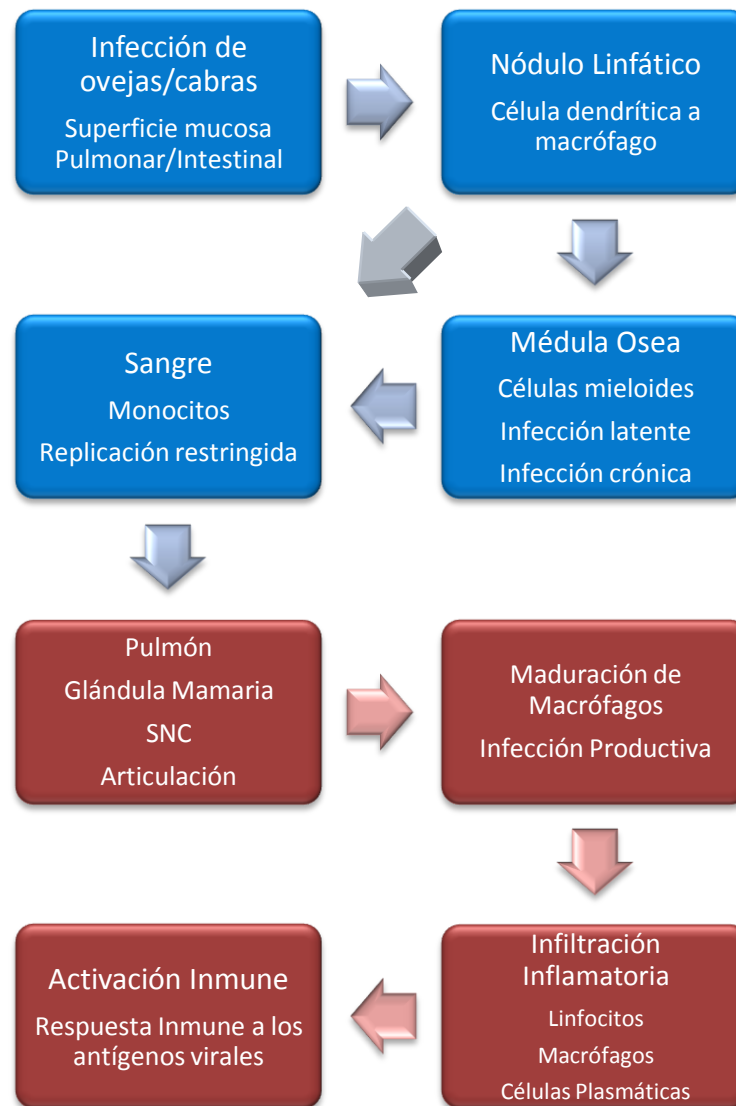 Infección de
ovejas/cabras
Superficie mucosa
Pulmonar/Intestinal
Nódulo Linfático
Célula dendrítica a
macrófago
Médula Osea
Células mieloides
Infección latente
Infección crónica
Sangre
Monocitos
Replicación restringida
Pulmón
Glándula Mamaria
SNC
Articulación
Maduración de
Macrófagos
Infección Productiva
Infiltración
Inflamatoria
Linfocitos
Macrófagos
Células Plasmáticas
Activación Inmune
Respuesta Inmune a los
antígenos virales